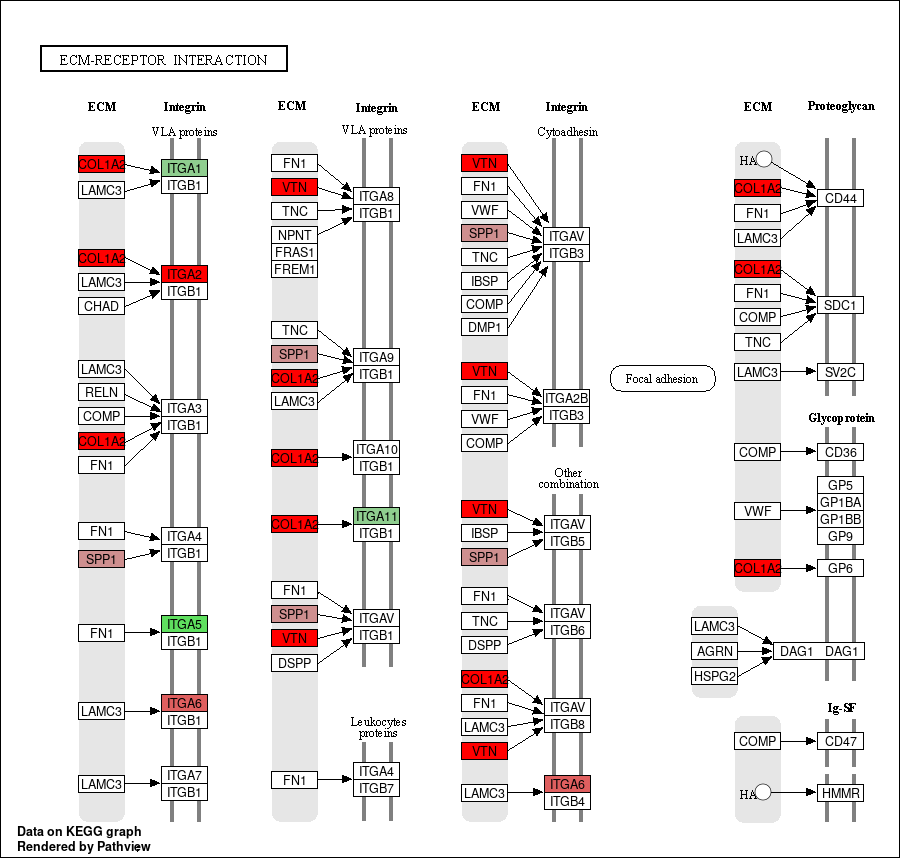 ECM-RECEPTOR INTERACTION
ECM
Integrin
VLA proteins
COL1A2
ITGA1
LAMC3
ITGB1
COL1A2
ITGA2
LAMC3
ITGB1
CHAD
LAMC3
RELN
ITGA3
COMP
ITGB1
COL1A2
FN1
FN1
ITGA4
SPP1
ITGB1
ITGA5
FN1
ITGB1
ITGA6
LAMC3
ITGB1
ITGA7
LAMC3
ITGB1
ECM
Integrin
VLA proteins
FN1
VTN
ITGA8
TNC
ITGB1
NPNT
FRAS1
FREM1
TNC
SPP1
ITGA9
COL1A2
ITGB1
LAMC3
ITGA10
COL1A2
ITGB1
ITGA11
COL1A2
ITGB1
FN1
SPP1
ITGAV
VTN
ITGB1
DSPP
Leukocytes
proteins
ITGA4
FN1
ITGB7
ECM
Integrin
Cytoadhesin
VTN
FN1
VWF
SPP1
ITGAV
TNC
ITGB3
IBSP
COMP
DMP1
VTN
FN1
ITGA2B
VWF
ITGB3
COMP
Other
combination
VTN
ITGAV
IBSP
ITGB5
SPP1
FN1
ITGAV
TNC
ITGB6
DSPP
COL1A2
FN1
ITGAV
LAMC3
ITGB8
VTN
ITGA6
LAMC3
ITGB4
Focal adhesion
ECM
Proteoglycan
HA
COL1A2
CD44
FN1
LAMC3
COL1A2
FN1
SDC1
COMP
TNC
LAMC3
SV2C
Glycoprotein
COMP
CD36
GP5
GP1BA
VWF
GP1BB
GP9
COL1A2
GP6
LAMC3
AGRN
DAG1 DAG1
HSPG2
Ig-SF
COMP
CD47
HA
HMMR
Data on KEGG graph
Rendered by Pathview